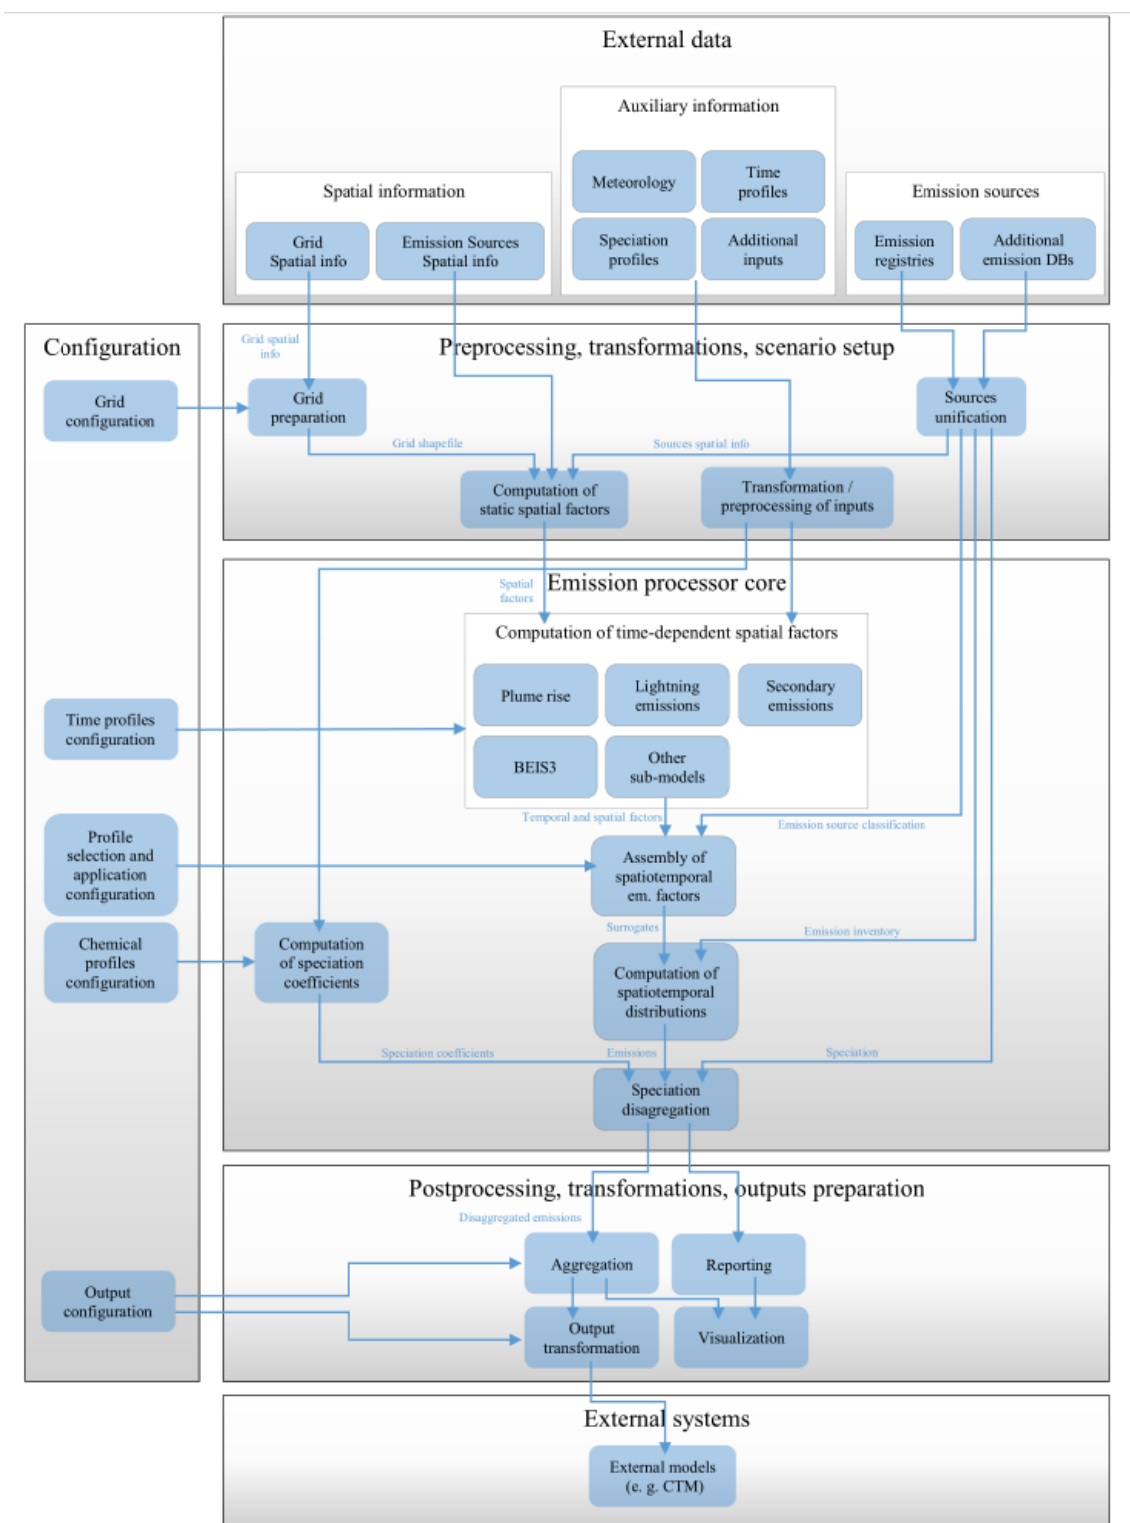 External data
Auxiliary information
Meteorology
Time
profiles
Spatial information
Emission sources
Grid
Spatial info
Emission Sources
Spatial info
Speciation
profiles
Additional
inputs
Emission
registries
Additional
emission DBs
Configuration
Grid spatial
info
Preprocessing, transformations, scenario setup
Grid
configuration
Grid
preparation
Sources
unification
Grid shapefile
Sources spatial info
Computation of
static spatial factors
Transformation /
preprocessing of inputs
Spatial
factors
Emission processor core
Computation of time-dependent spatial factors
Plume rise
Lightning
emissions
Secondary
emissions
Time profiles
configuration
BEIS3
Other
sub-models
Temporal and spatial factors
Emission source classification
Profile
selection and
application
configuration
Assembly of
spatiotemporal
em. factors
Surrogates
Emission inventory
Chemical
profiles
configuration
Computation
of speciation
coefficients
Computation of
spatiotemporal
distributions
Speciation coefficients
Emissions
Speciation
Speciation
disagregation
Postprocessing, transformations, outputs preparation
Disaggregated emissions
Aggregation
Reporting
Output
configuration
Output
transformation
Visualization
External systems
External models
(e. g. CTM)